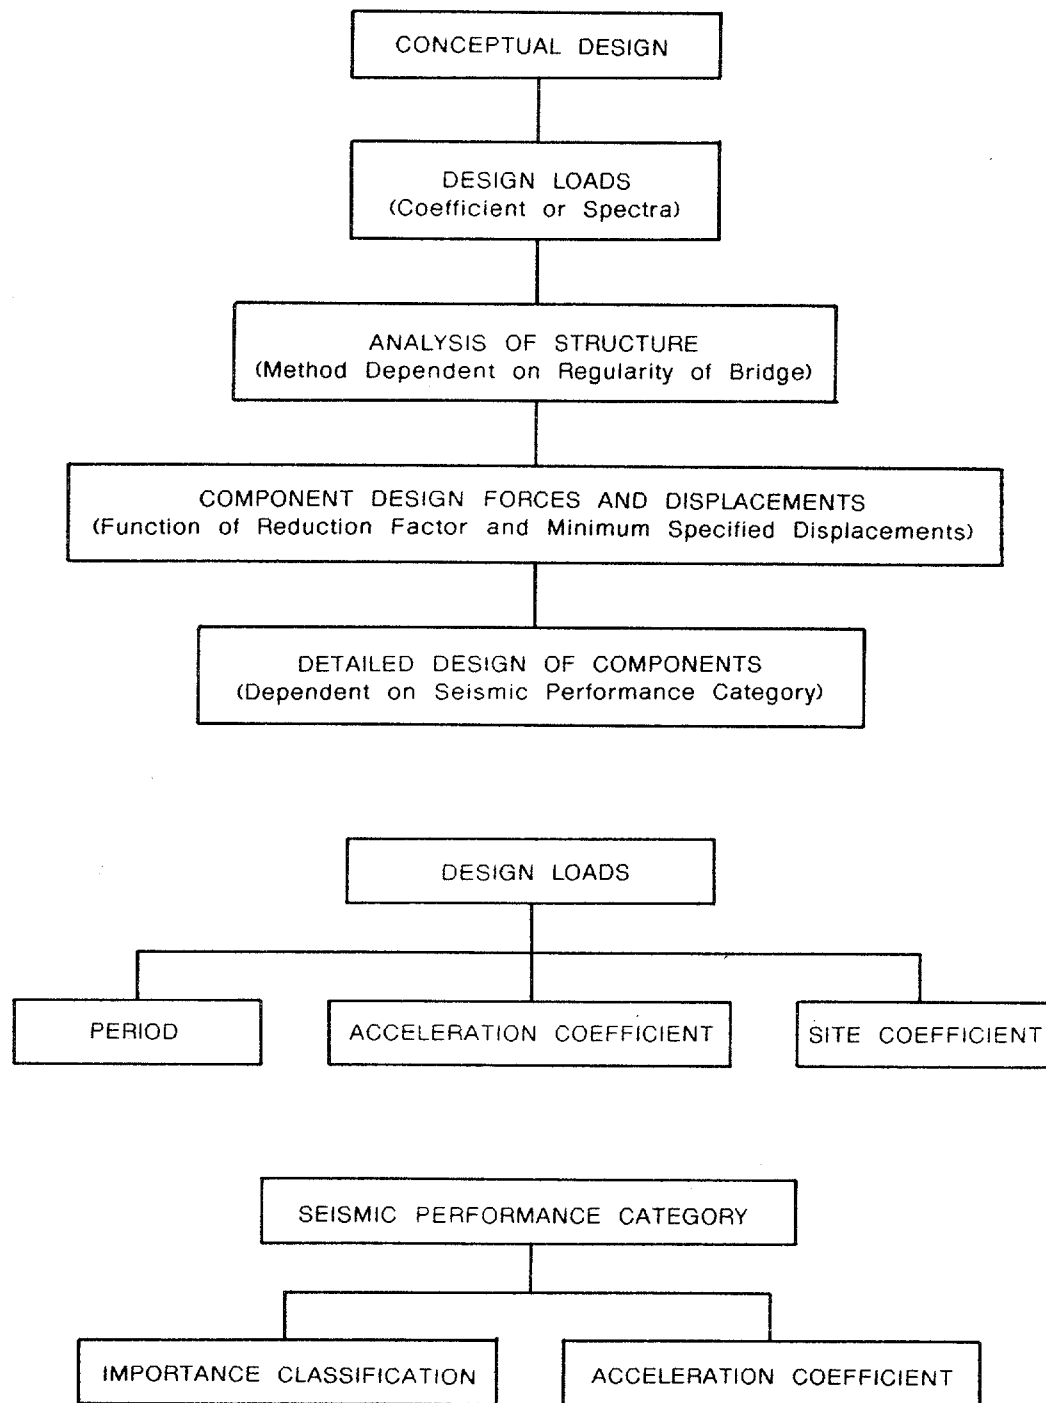 CONCEPTUAL DESIGN
DESIGN LOADS
(Coefficient or Spectra)
ANALYSIS OF STRUCTURE
(Method Dependent on Regularity of Bridge)
COMPONENT DESIGN FORCES AND DISPLACEMENTS
(Function of Reduction Factor and Minimum Specified Displacements)
DETAILED DESIGN OF COMPONENTS
(Dependent on Seismic Performance Category)
DESIGN LOADS
PERIOD
ACCELERATION COEFFICIENT
SITE COEFFICIENT
SEISMIC PERFORMANCE CATEGORY
IMPORTANCE CLASSIFICATION
ACCELERATION COEFFICIENT